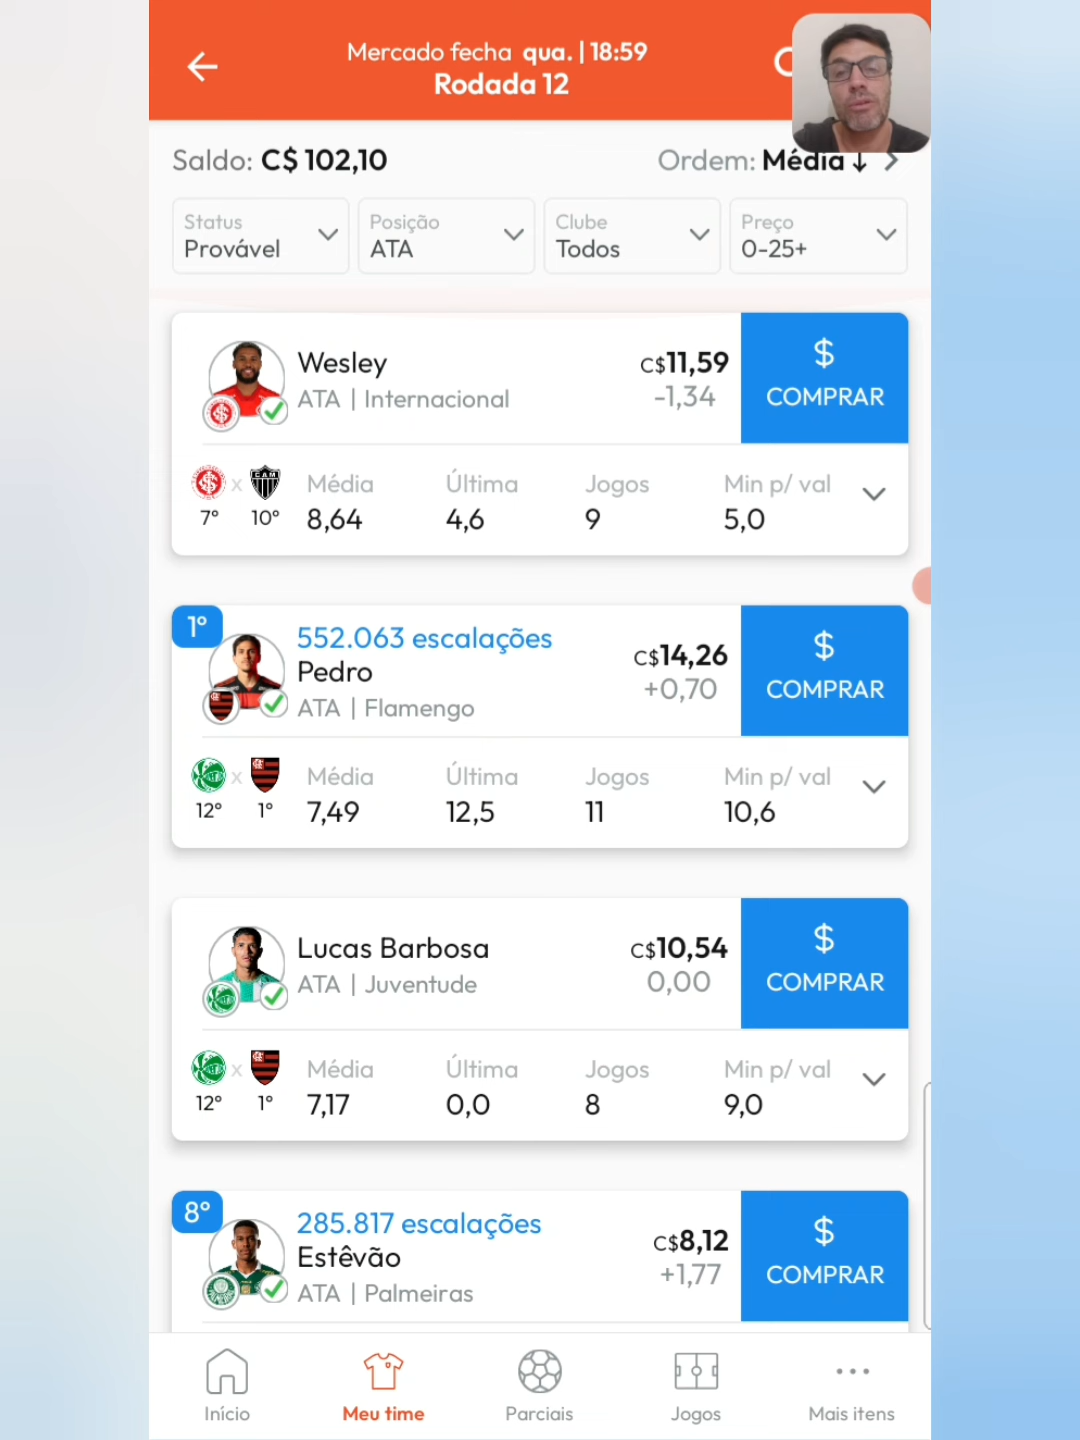 Mercado fecha qua. | 18:59
Rodada 12
Saldo: C$ 102,10
Ordem: Média ↓
Status
Provável
Posição
ATA
Clube
Todos
Preço
0-25+
Wesley
ATA | Internacional
C$ 11,59
-1,34
$
COMPRAR
CAM
x
7º
10º
Média
8,64
Última
4,6
Jogos
9
Min p/ val
5,0
1º
552.063 escalações
Pedro
ATA | Flamengo
C$ 14,26
+0,70
$
COMPRAR
x
12º
1º
Média
7,49
Última
12,5
Jogos
11
Min p/ val
10,6
Lucas Barbosa
ATA | Juventude
C$ 10,54
0,00
$
COMPRAR
x
12º
1º
Média
7,17
Última
0,0
Jogos
8
Min p/ val
9,0
8º
285.817 escalações
Estêvão
ATA | Palmeiras
C$ 8,12
+1,77
$
COMPRAR
Início
Meu time
Parciais
Jogos
Mais itens